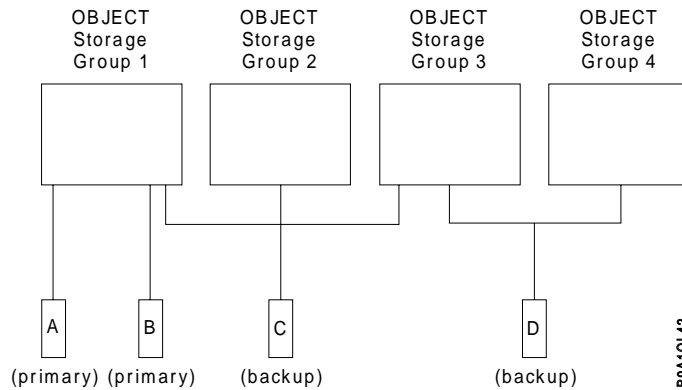 OBJECT
Storage
Group 1
OBJECT
Storage
Group 2
OBJECT
Storage
Group 3
OBJECT
Storage
Group 4
A
B
C
D
(primary)
(primary)
(backup)
(backup)